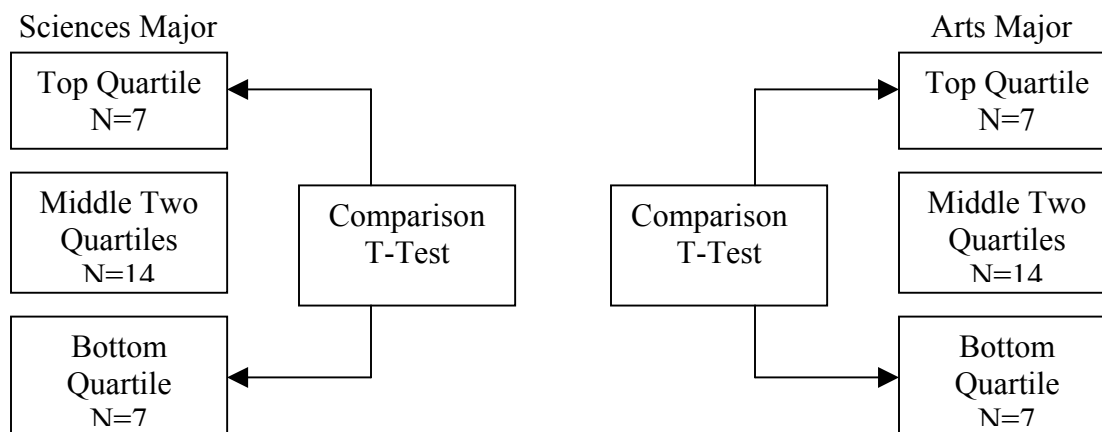 Sciences Major
Top Quartile
N=7
Middle Two
Quartiles
N=14
Bottom
Quartile
N=7
Comparison
T-Test
Comparison
T-Test
Arts Major
Top Quartile
N=7
Middle Two
Quartiles
N=14
Bottom
Quartile
N=7